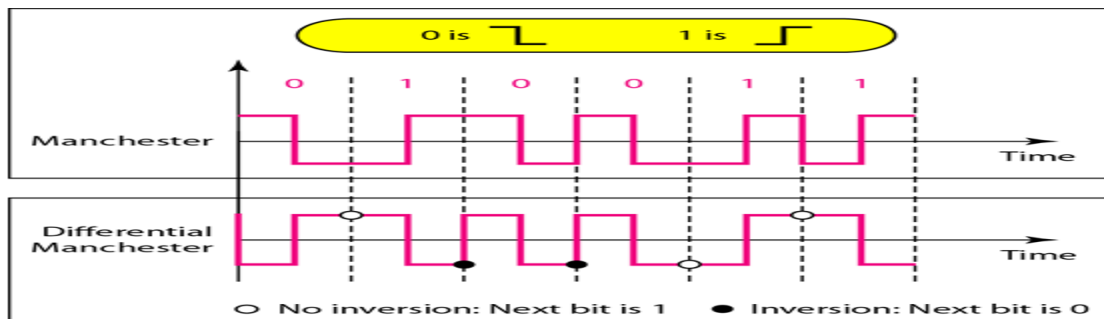 0 is 1 is
0 1 0 0 1 1
Manchester
Time
Differential
Manchester
Time
No inversion: Next bit is 1 Inversion: Next bit is 0